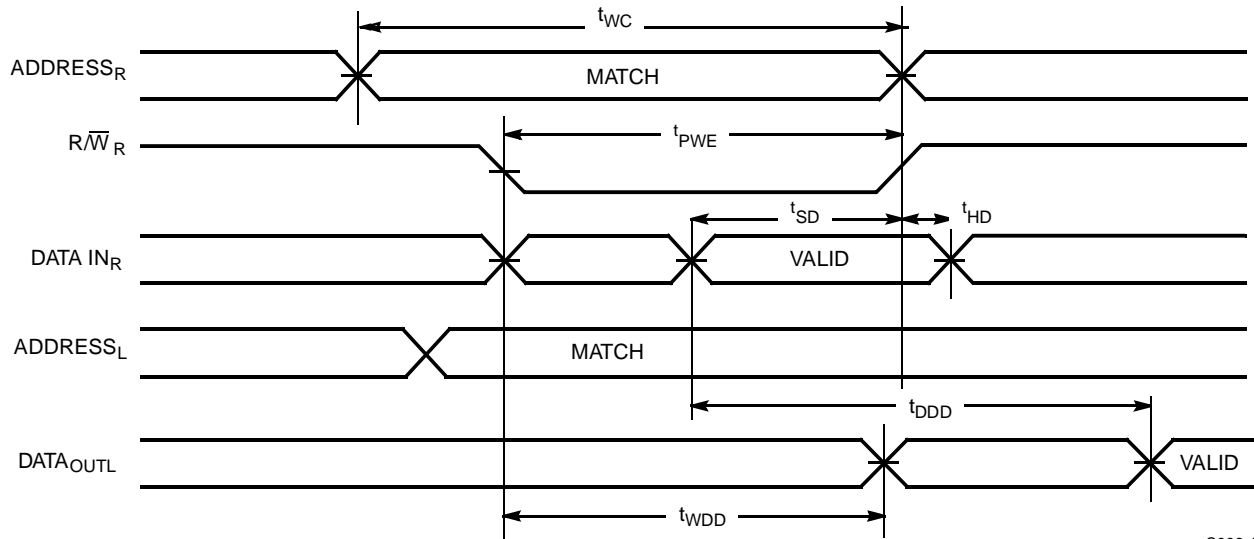 tWC
ADDRESSR
MATCH
R/W̅ R
tPWE
tSD
tHD
DATA INR
VALID
ADDRESSL
MATCH
tDDD
DATAOUTL
VALID
tWDD